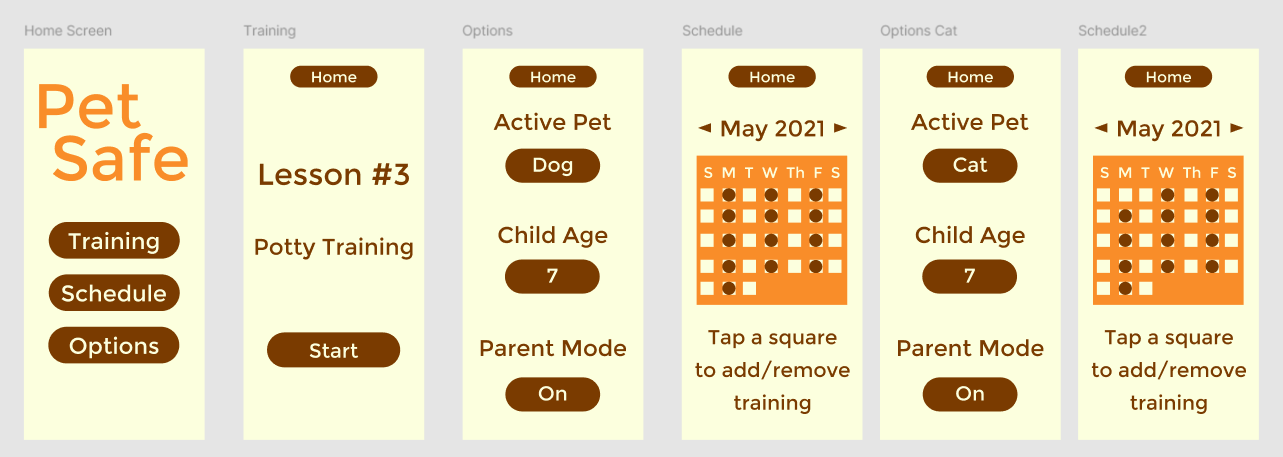 Home Screen
Pet
Safe
Training
Schedule
Options
Training
Home
Lesson #3
Potty Training
Start
Options
Home
Active Pet
Dog
Child Age
7
Parent Mode
On
Schedule
Home
◄ May 2021 ►
S M T W Th F S
Tap a square
to add/remove
training
Options Cat
Home
Active Pet
Cat
Child Age
7
Parent Mode
On
Schedule2
Home
◄ May 2021 ►
S M T W Th F S
Tap a square
to add/remove
training